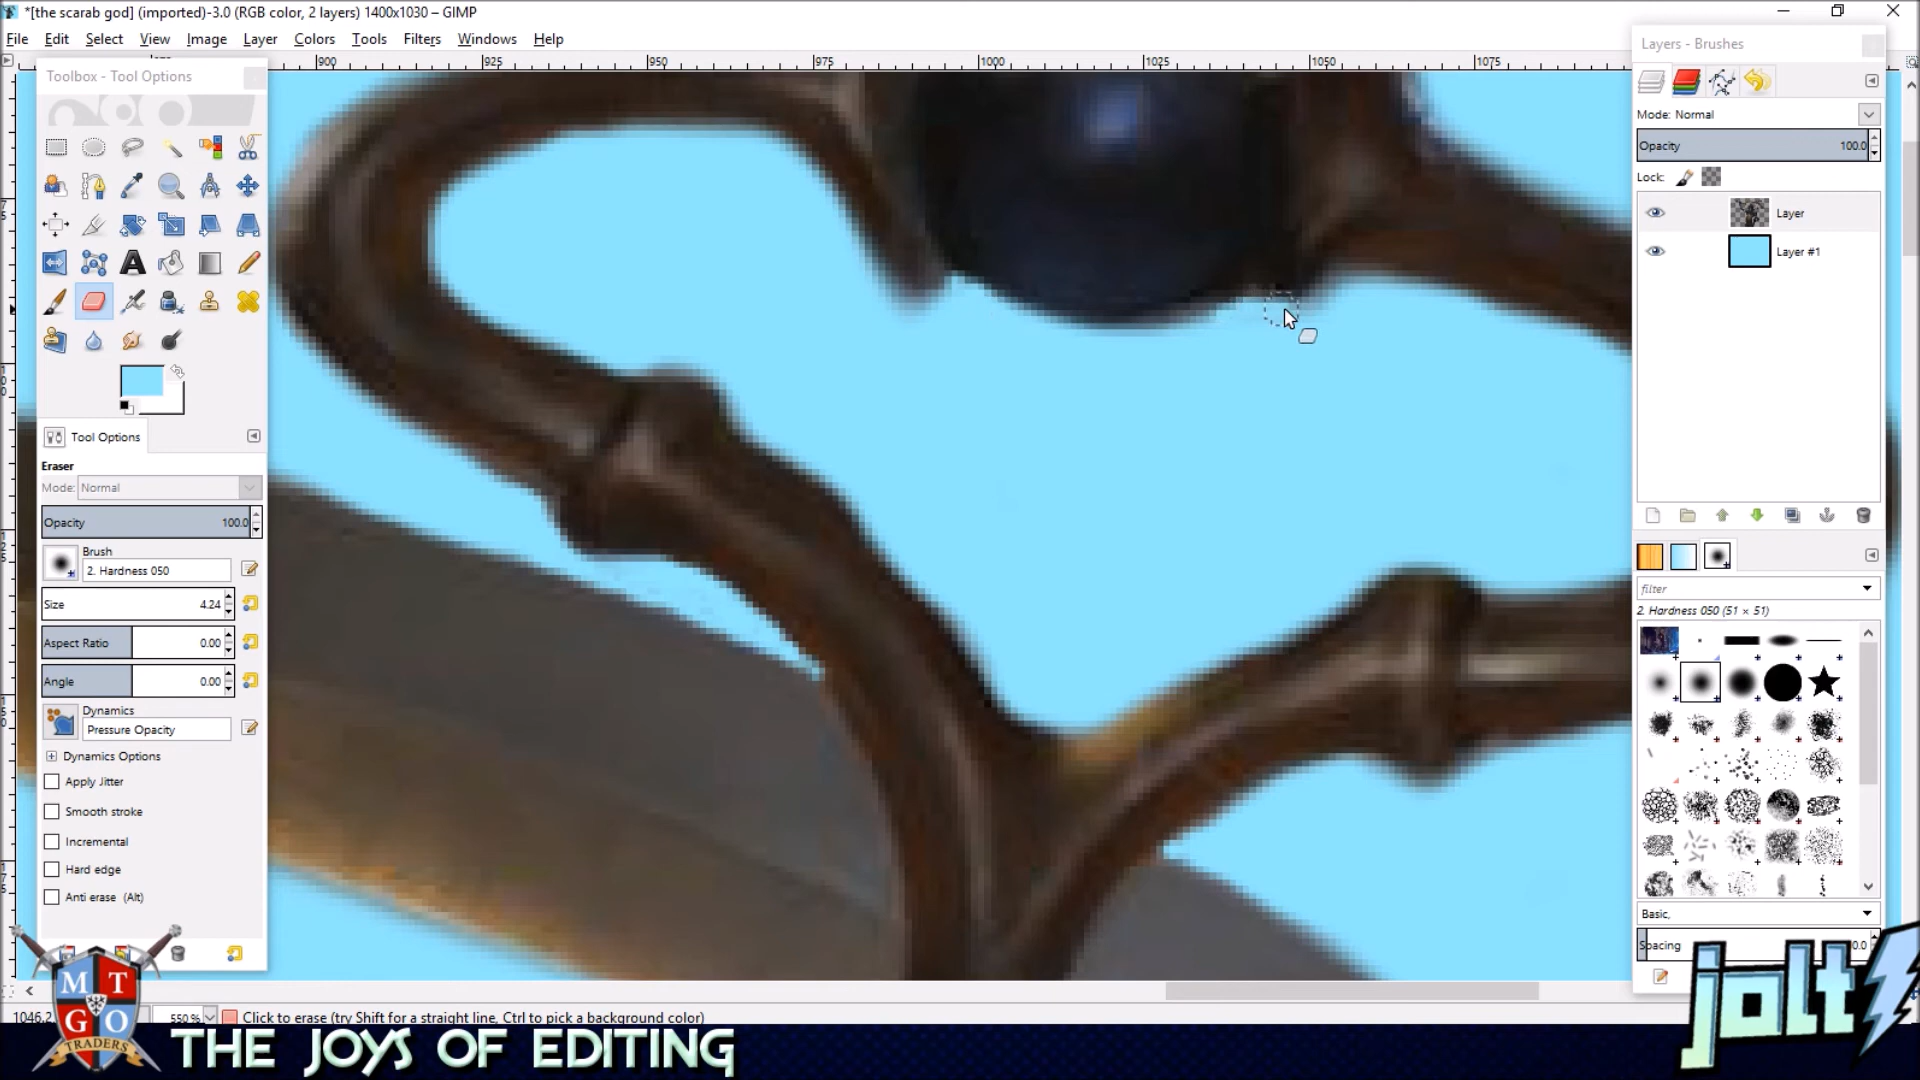 *[the scarab god] (imported)-3.0 (RGB color, 2 layers) 1400x1030 – GIMP
File Edit Select View Image Layer Colors Tools Filters Windows Help
900 925 950 975 1000 1025 1050 1075
Toolbox - Tool Options
Tool Options
Eraser
Mode: Normal
Opacity 100.0
Brush
2. Hardness 050
Size 4.24
Aspect Ratio 0.00
Angle 0.00
Dynamics
Pressure Opacity
Dynamics Options
Apply Jitter
Smooth stroke
Incremental
Hard edge
Anti erase (Alt)
Layers - Brushes
Mode: Normal
Opacity 100.0
Lock:
Layer
Layer #1
filter
2. Hardness 050 (51 × 51)
Basic,
Spacing
550 % Click to erase (try Shift for a straight line, Ctrl to pick a background color)
MTGO
TRADERS
THE JOYS OF EDITING
jolt